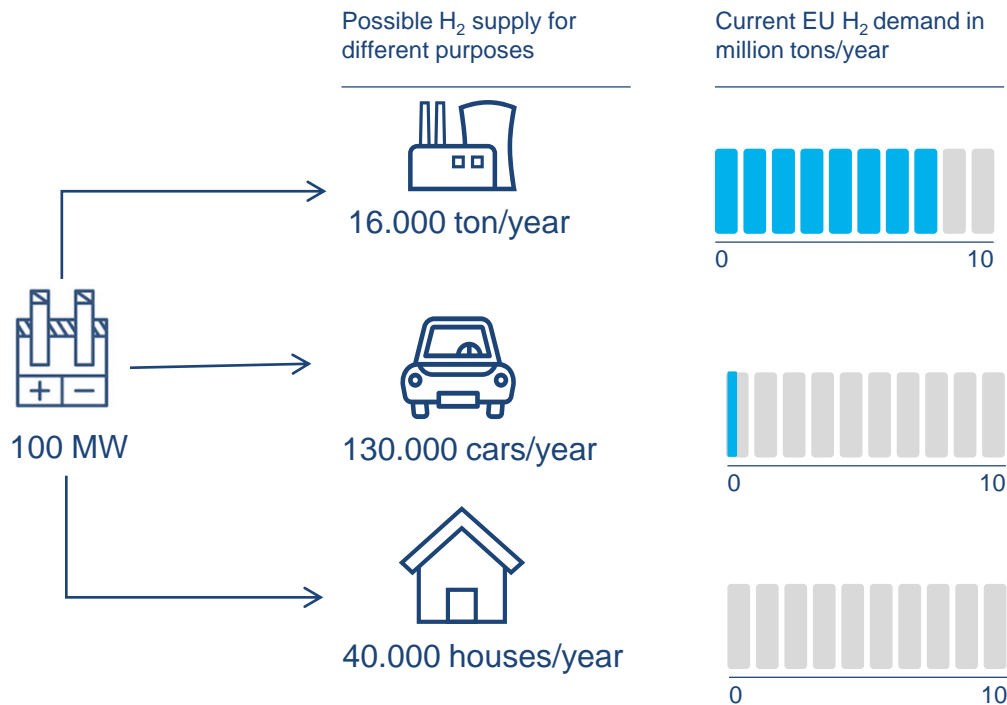 Possible H₂ supply for
different purposes
Current EU H₂ demand in
million tons/year
16.000 ton/year
0 10
+ −
100 MW
130.000 cars/year
0 10
40.000 houses/year
0 10